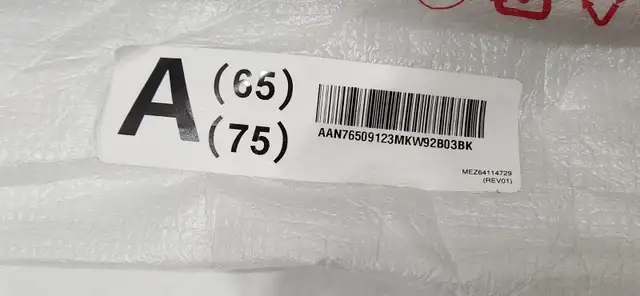 A
(65)
(75)
AAN76509123MKW92B03BK
MEZ64114729
(REV01)